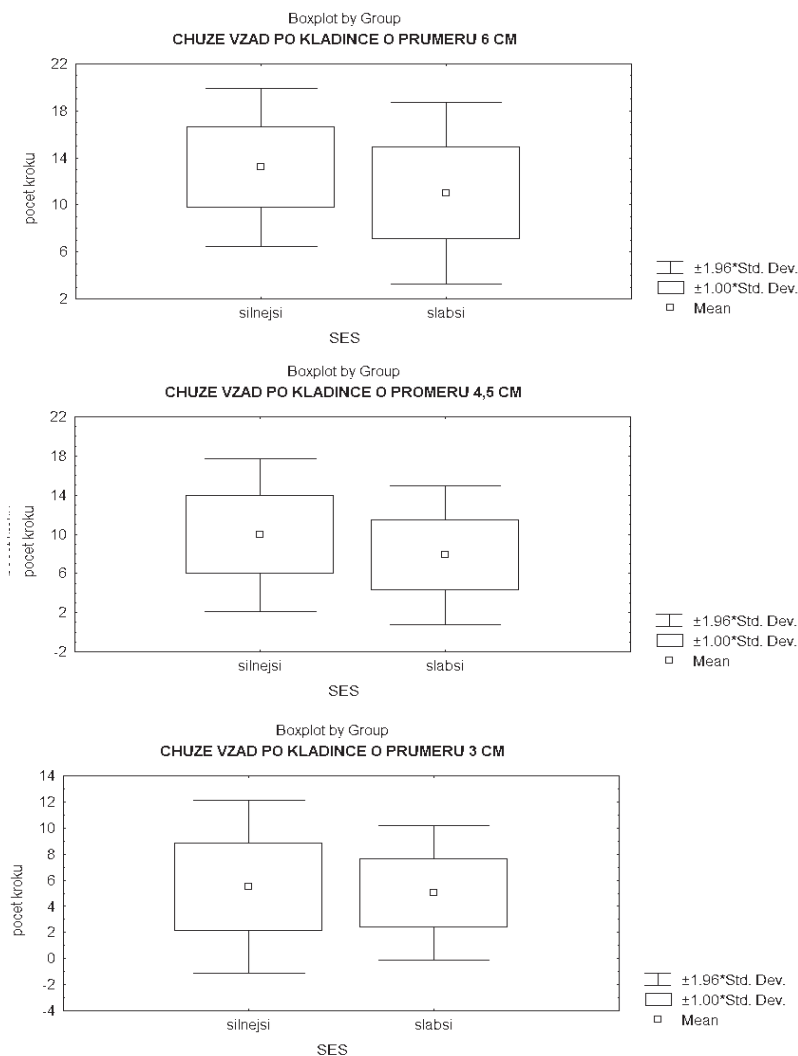 Boxplot by Group
CHUZE VZAD PO KLADINCE O PRUMERU 6 CM
22
18
14
10
6
2
pocet kroku
silnejsi
slabsi
SES
±1.96*Std. Dev.
±1.00*Std. Dev.
Mean
Boxplot by Group
CHUZE VZAD PO KLADINCE O PROMERU 4,5 CM
22
18
14
10
6
2
-2
pocet kroku
silnejsi
slabsi
SES
±1.96*Std. Dev.
±1.00*Std. Dev.
Mean
Boxplot by Group
CHUZE VZAD PO KLADINCE O PRUMERU 3 CM
14
12
10
8
6
4
2
0
-2
-4
pocet kroku
silnejsi
slabsi
SES
±1.96*Std. Dev.
±1.00*Std. Dev.
Mean